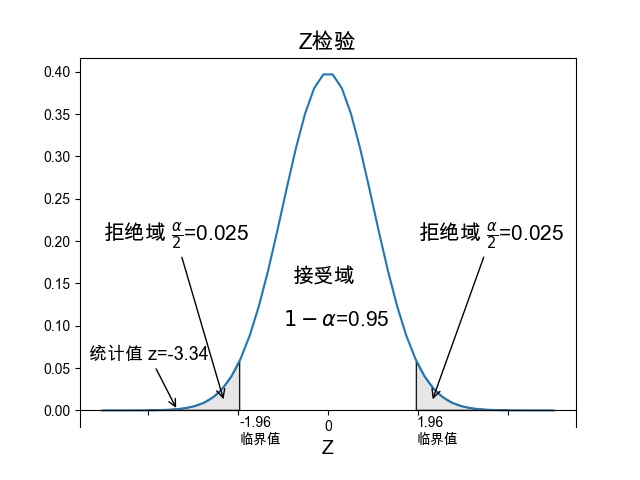 Z检验
0.40
0.35
0.30
0.25
0.20
0.15
0.10
0.05
0.00
拒绝域 α/2=0.025
拒绝域 α/2=0.025
接受域
1 − α=0.95
统计值 z=-3.34
-1.96
临界值
0
1.96
临界值
Z